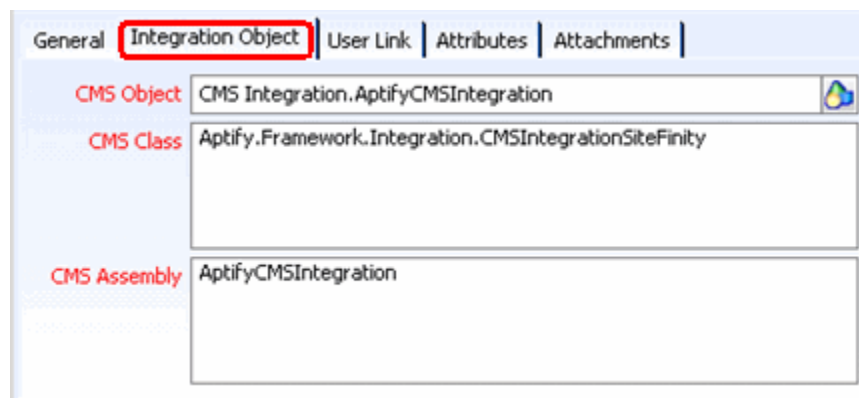 General Integration Object User Link Attributes Attachments
CMS Object CMS Integration.AptifyCMSIntegration
CMS Class Aptify.Framework.Integration.CMSIntegrationSiteFinity
CMS Assembly AptifyCMSIntegration